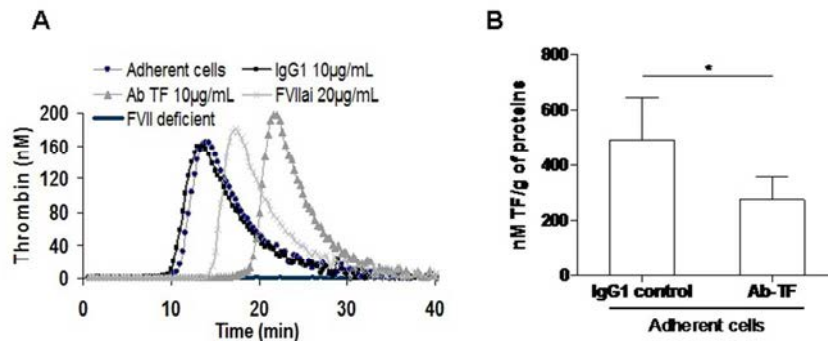 A
Adherent cells
IgG1 10µg/mL
Ab TF 10µg/mL
FVIIai 20µg/mL
FVII deficient
Thrombin (nM)
200
160
120
80
40
0
0 10 20 30 40
Time (min)
B
nM TF/g of proteins
800
600
400
200
0
*
IgG1 control Ab-TF
Adherent cells